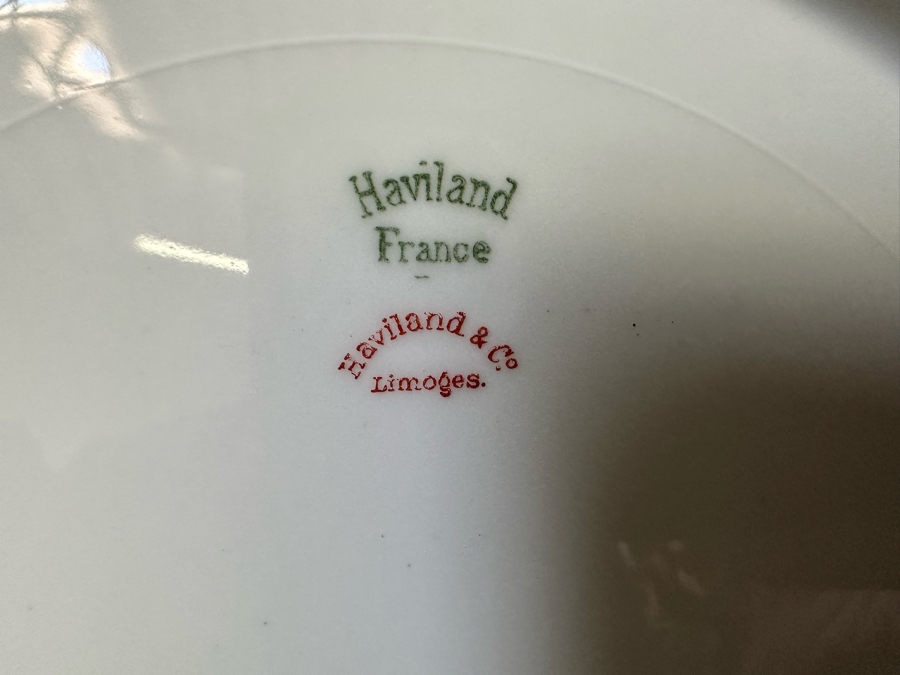 Haviland
France
Haviland & Co
Limoges.